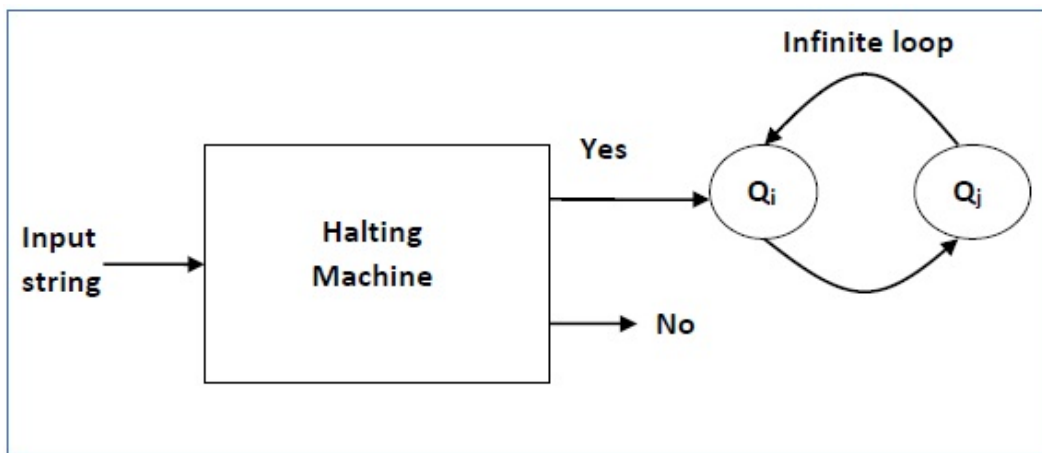 Infinite loop
Yes
Qi
Qj
Input
string
Halting
Machine
No